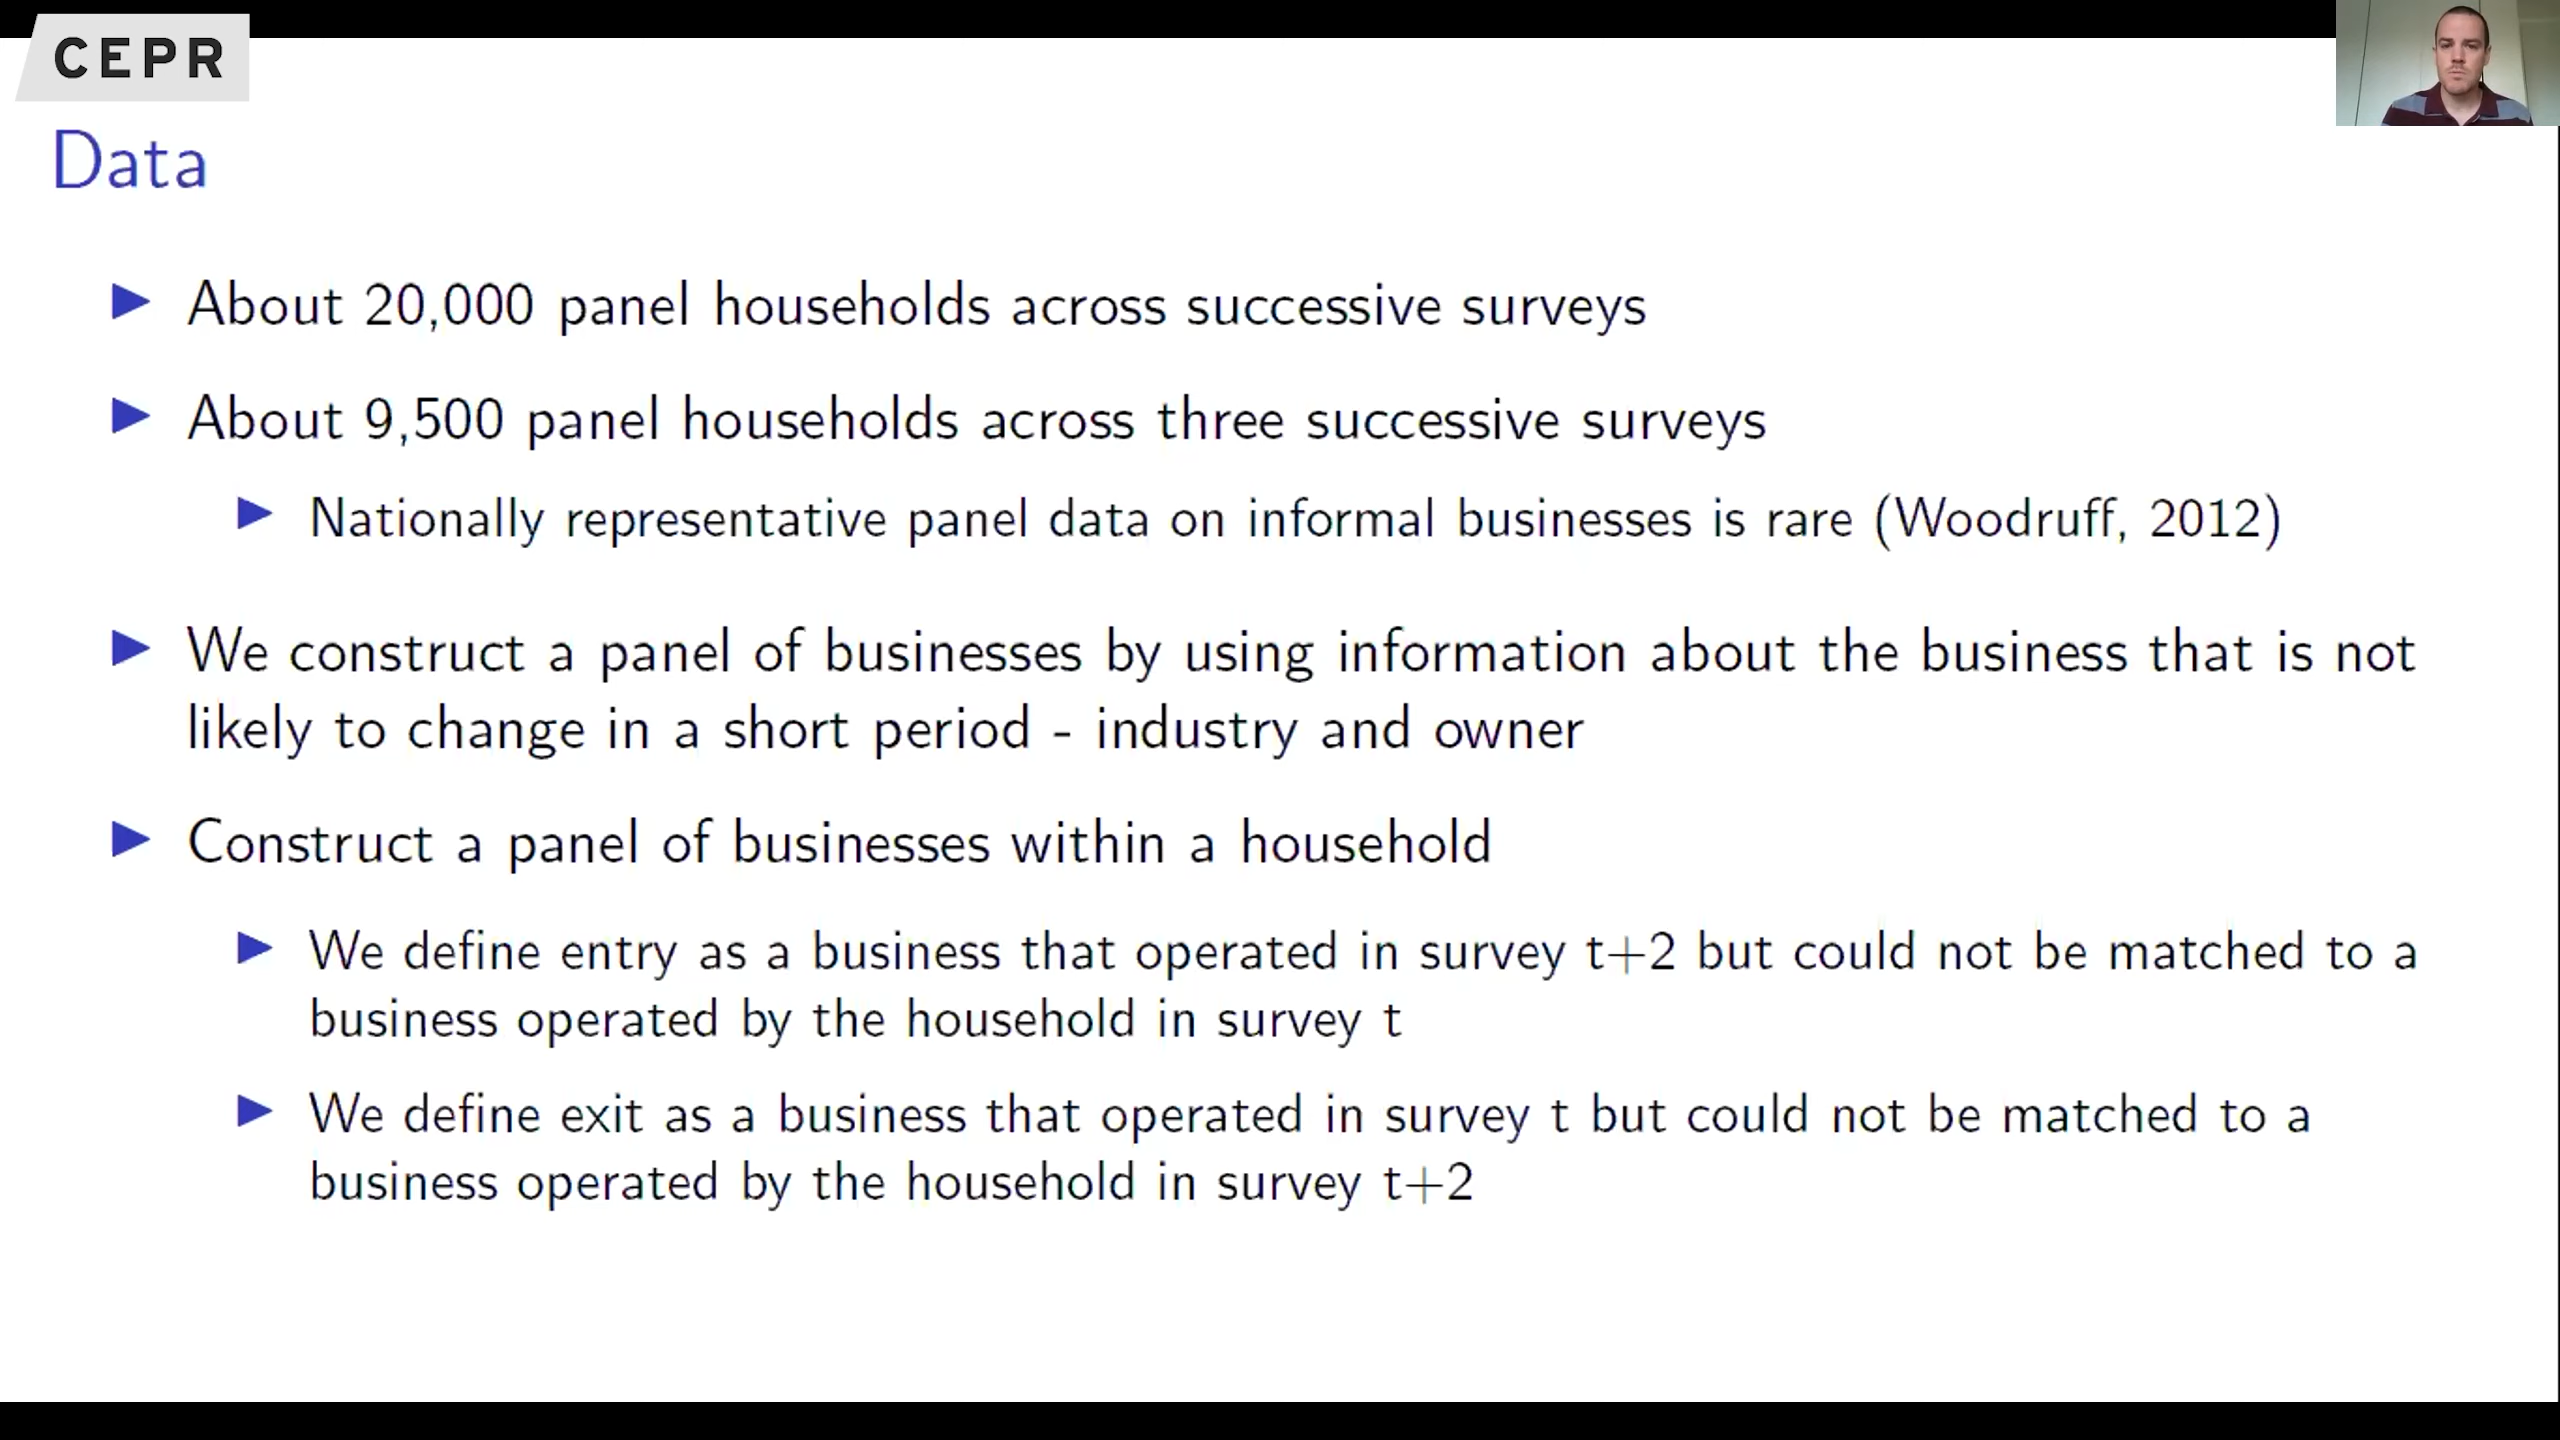 CEPR
Data
About 20,000 panel households across successive surveys
About 9,500 panel households across three successive surveys
Nationally representative panel data on informal businesses is rare (Woodruff, 2012)
We construct a panel of businesses by using information about the business that is not
likely to change in a short period - industry and owner
Construct a panel of businesses within a household
We define entry as a business that operated in survey t+2 but could not be matched to a
business operated by the household in survey t
We define exit as a business that operated in survey t but could not be matched to a
business operated by the household in survey t+2